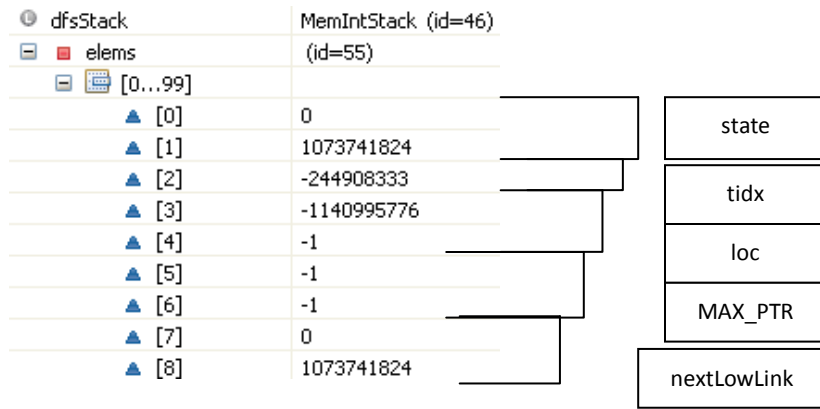 dfsStack MemIntStack (id=46)
elems (id=55)
[0...99]
[0] 0
[1] 1073741824
[2] -244908333
[3] -1140995776
[4] -1
[5] -1
[6] -1
[7] 0
[8] 1073741824
state
tidx
loc
MAX_PTR
nextLowLink